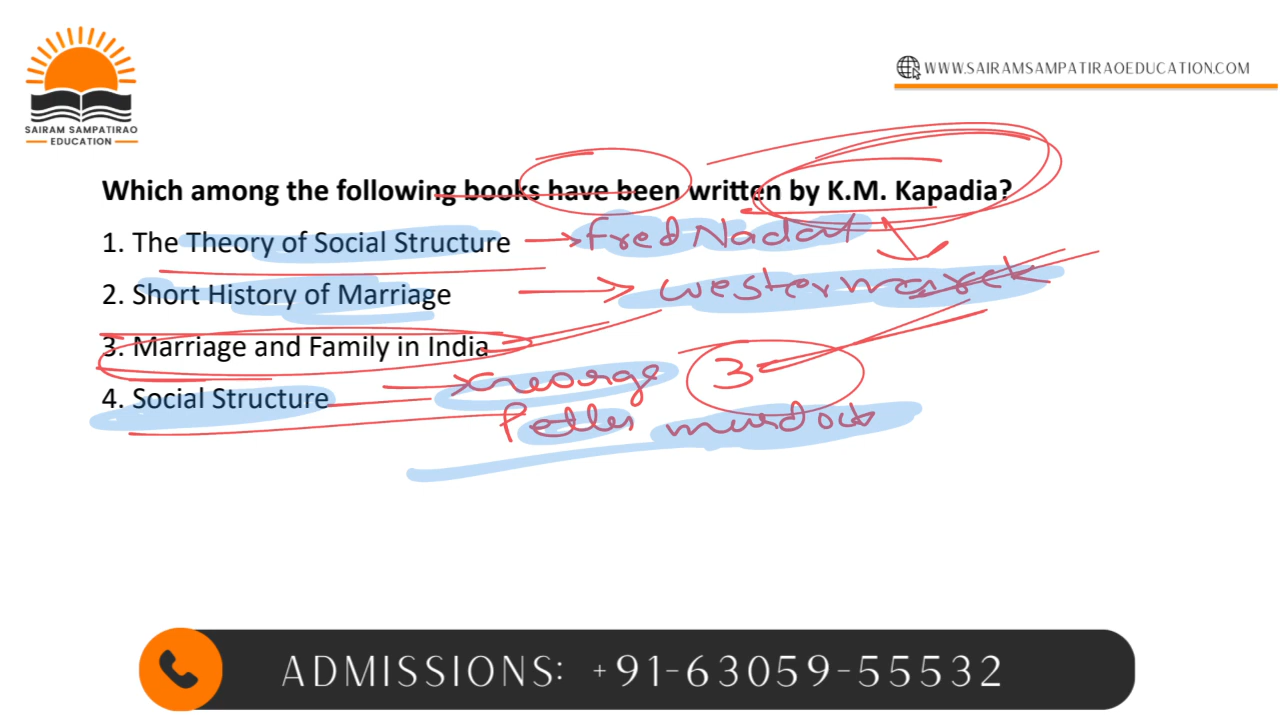 SAIRAM SAMPATIRAO
EDUCATION
WWW.SAIRAMSAMPATIRAOEDUCATION.COM
Which among the following books have been written by K.M. Kapadia?
1. The Theory of Social Structure → Fred Nadal
2. Short History of Marriage → westermarck
3. Marriage and Family in India
4. Social Structure → George 3
Petter murdock
ADMISSIONS: +91-63059-55532